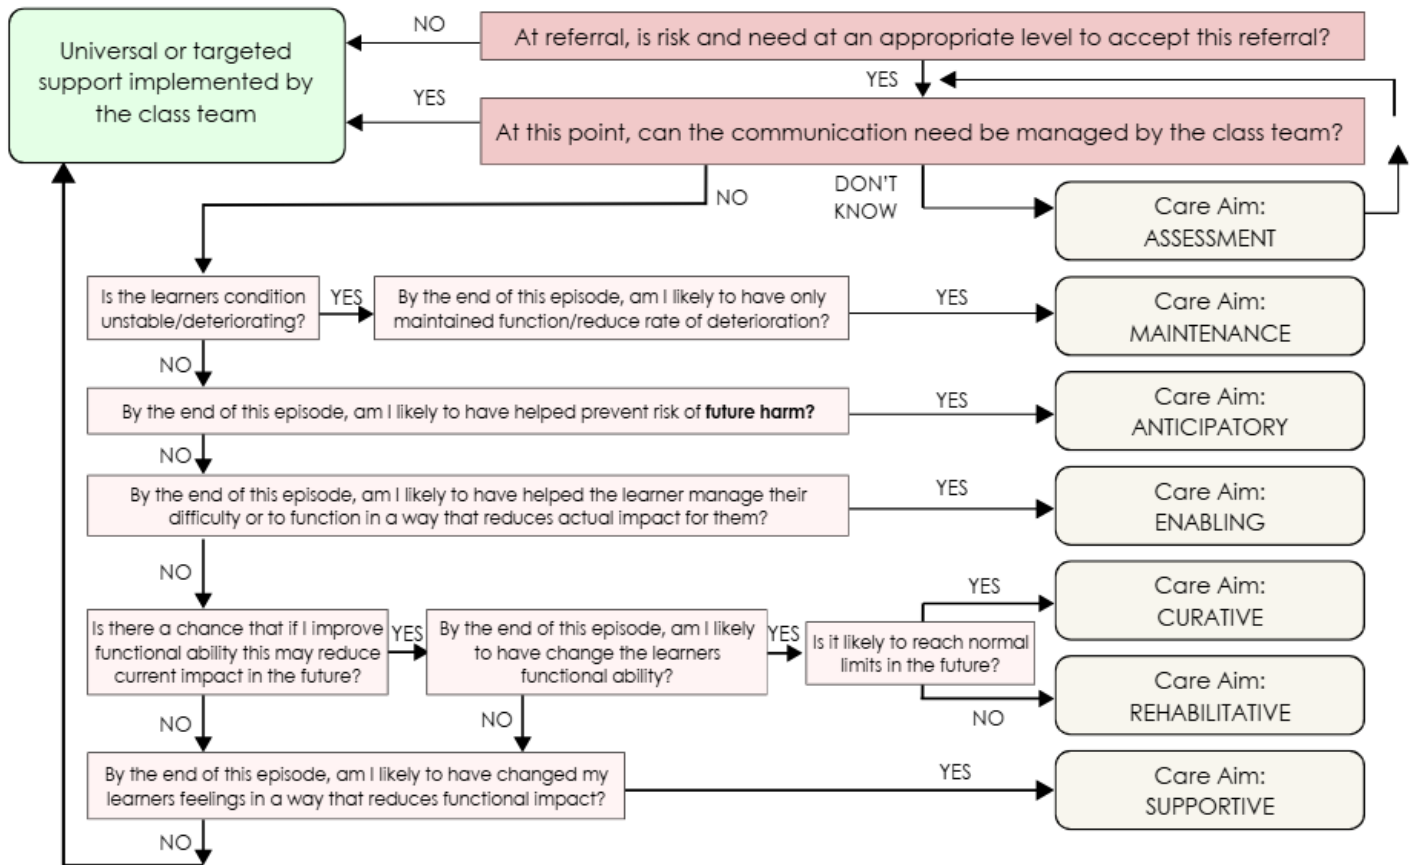 NO
At referral, is risk and need at an appropriate level to accept this referral?
Universal or targeted
support implemented by
the class team
YES
YES
At this point, can the communication need be managed by the class team?
NO
DON'T
KNOW
Care Aim:
ASSESSMENT
Is the learners condition
unstable/deteriorating?
YES
By the end of this episode, am I likely to have only
maintained function/reduce rate of deterioration?
YES
Care Aim:
MAINTENANCE
NO
By the end of this episode, am I likely to have helped prevent risk of future harm?
YES
Care Aim:
ANTICIPATORY
NO
By the end of this episode, am I likely to have helped the learner manage their
difficulty or to function in a way that reduces actual impact for them?
YES
Care Aim:
ENABLING
NO
Is there a chance that if I improve
functional ability this may reduce
current impact in the future?
YES
By the end of this episode, am I likely
to have change the learners
functional ability?
YES
Is it likely to reach normal
limits in the future?
YES
Care Aim:
CURATIVE
NO
Care Aim:
REHABILITATIVE
NO
NO
By the end of this episode, am I likely to have changed my
learners feelings in a way that reduces functional impact?
YES
Care Aim:
SUPPORTIVE
NO